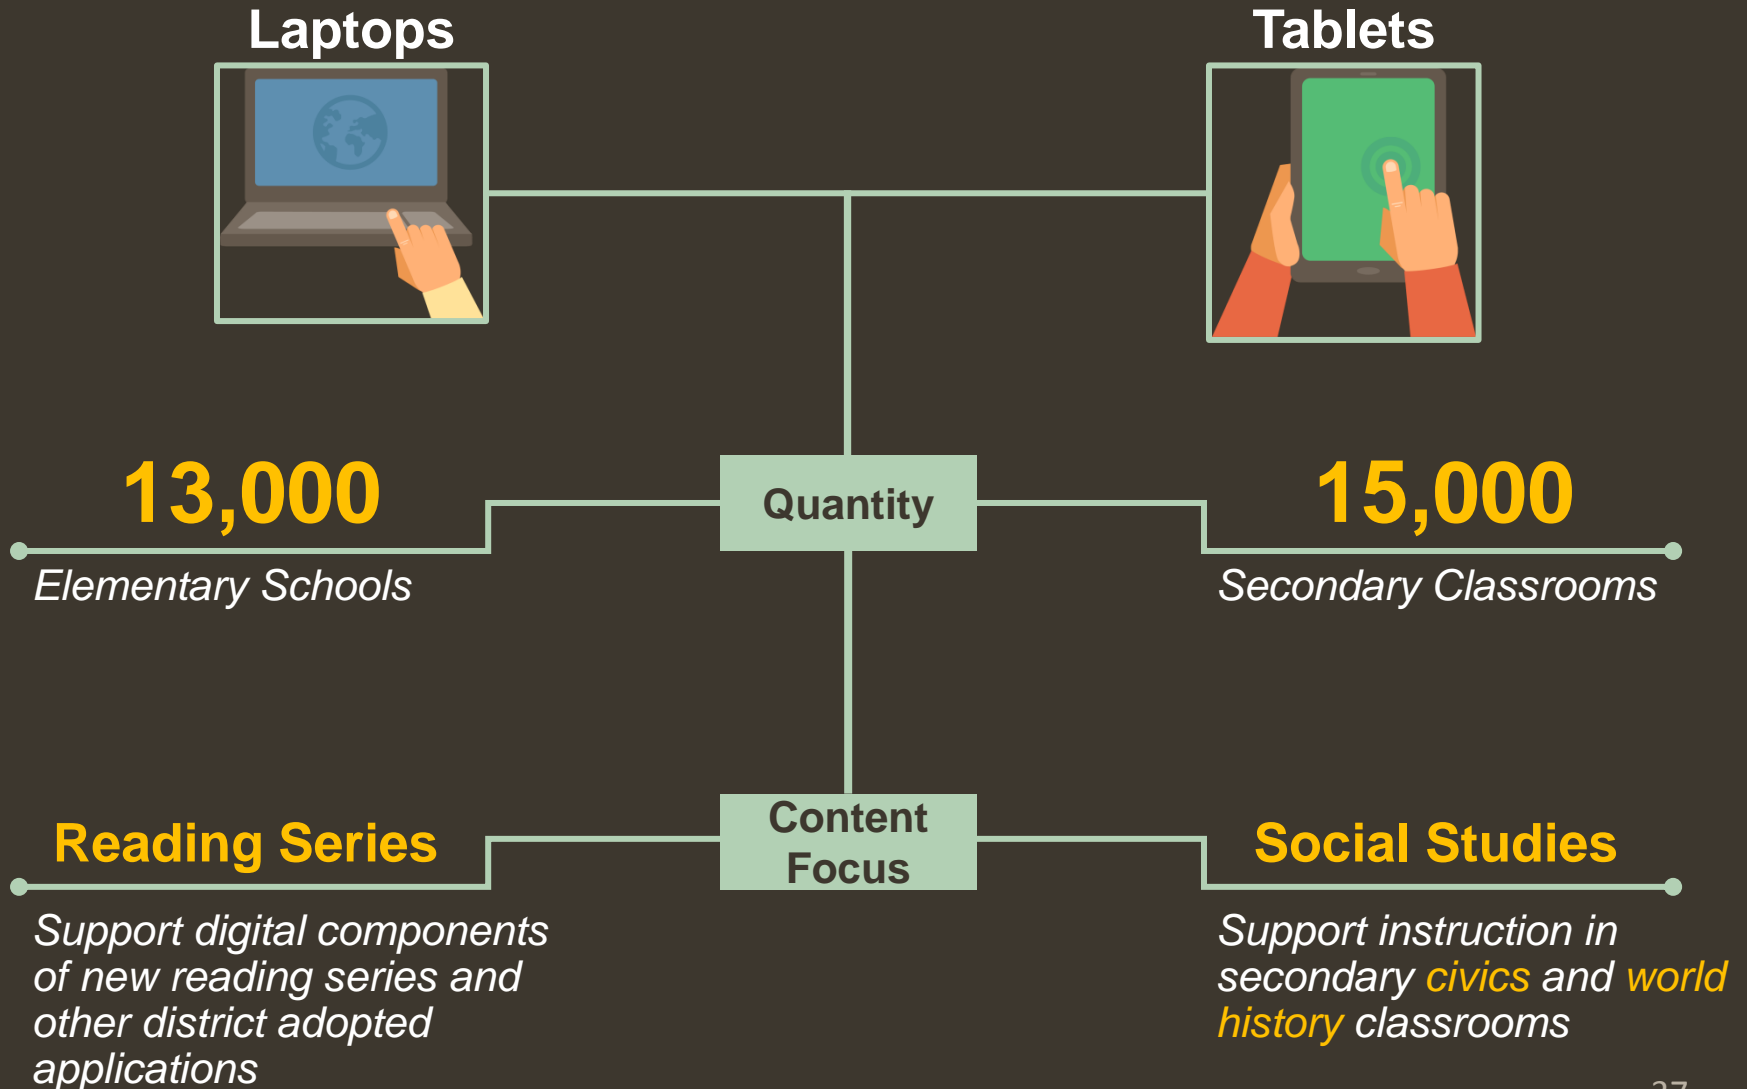 Laptops
Tablets
13,000
Quantity
15,000
Elementary Schools
Secondary Classrooms
Reading Series
Content
Focus
Social Studies
Support digital components
of new reading series and
other district adopted
applications
Support instruction in
secondary civics and world
history classrooms